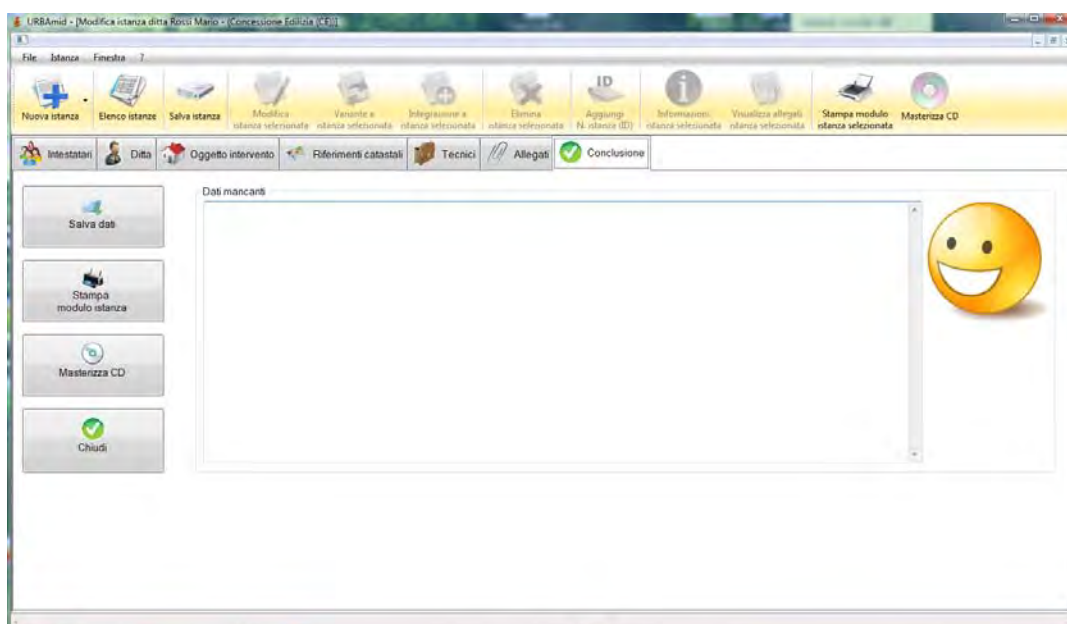 URBAmid - [Modifica istanza ditta Rossi Mario - (Concessione Edilizia (CE))]
File Istanza Finestra ?
Nuova istanza Elenco istanze Salva istanza Modifica istanza selezionata Variante a istanza selezionata Integrazione a istanza selezionata Elimina istanza selezionata ID Aggiungi N. istanza (ID) Informazioni istanza selezionata Visualizza allegati istanza selezionata Stampa modulo istanza selezionata Masterizza CD
Intestatari Ditta Oggetto intervento Riferimenti catastali Tecnici Allegati Conclusione
Dati mancanti
Salva dati
Stampa
modulo istanza
Masterizza CD
Chiudi